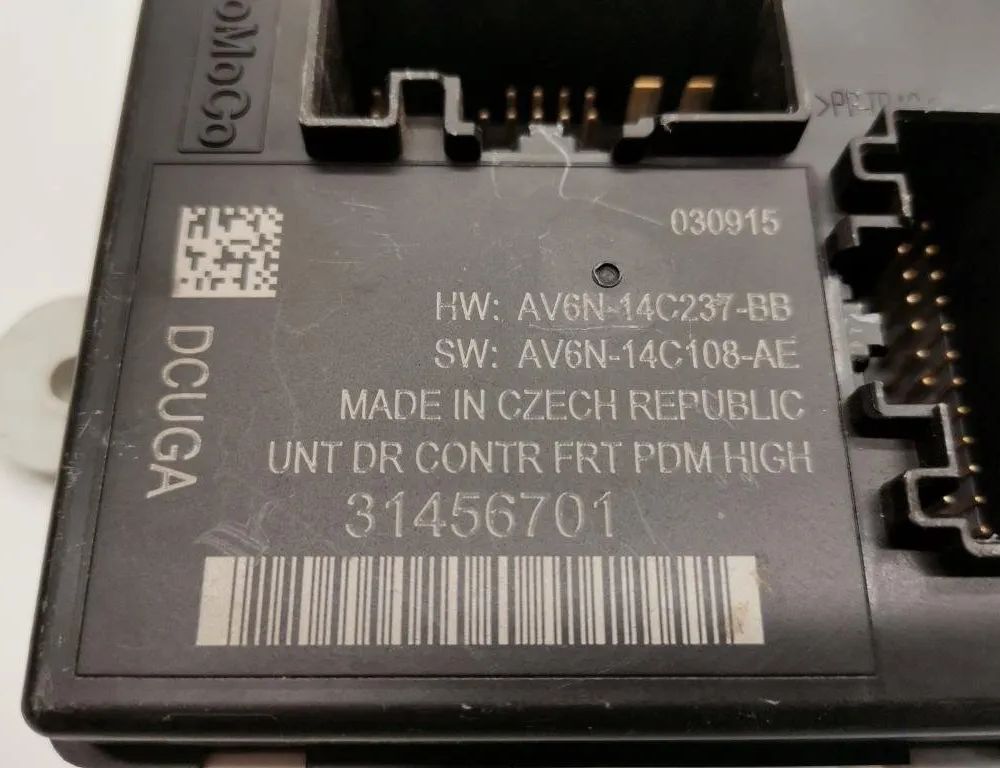 oMoCo
030915
HW: AV6N-14C237-BB
SW: AV6N-14C108-AE
DCUGA
MADE IN CZECH REPUBLIC
UNT DR CONTR FRT PDM HIGH
31456701